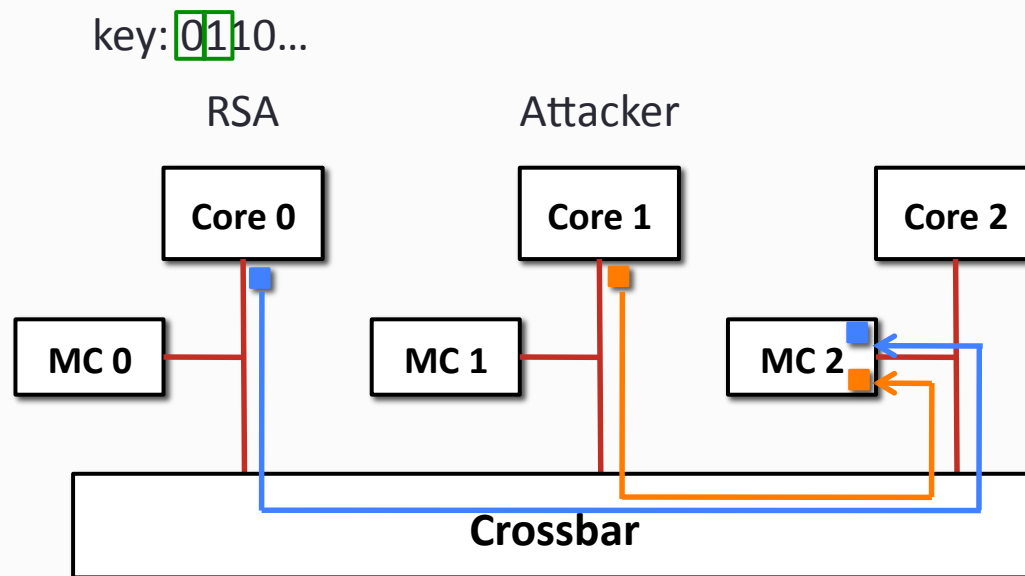 key: 0110...
RSA Attacker
Core 0 Core 1 Core 2
MC 0 MC 1 MC 2
Crossbar